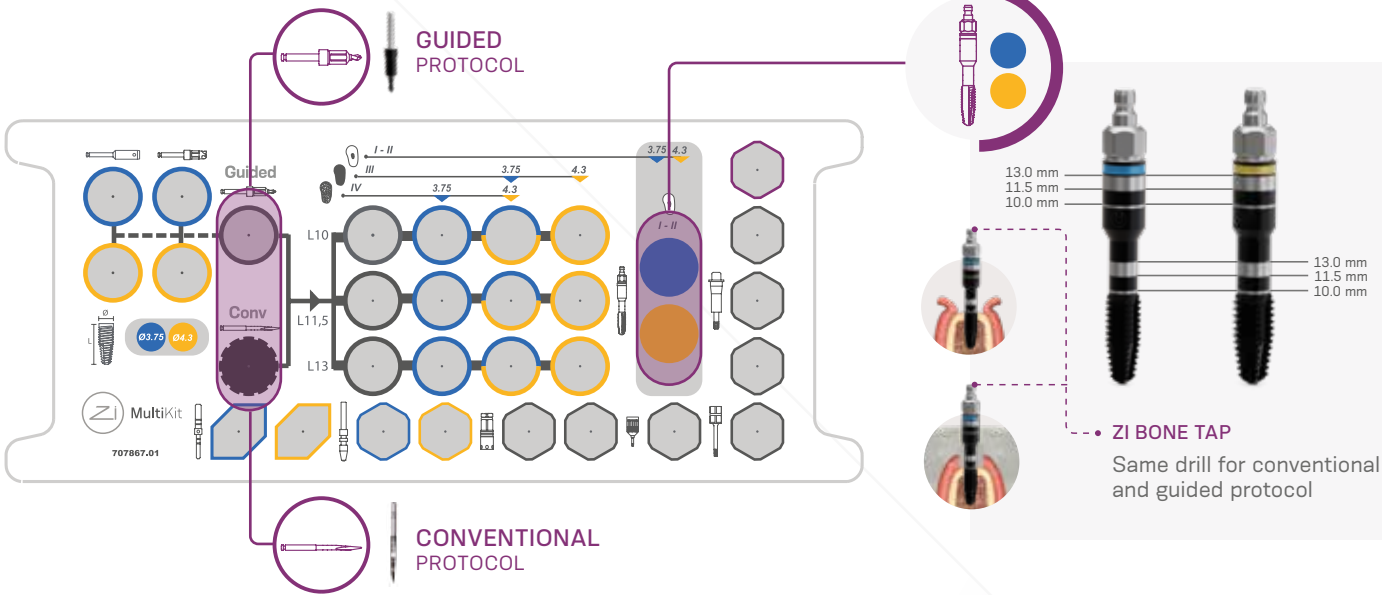 GUIDED
PROTOCOL
Guided
I - II
3.75
4.3
III
3.75
4.3
IV
3.75
4.3
L10
L11,5
L13
I - II
Conv
Ø
L
Ø3.75
Ø4.3
Zi
MultiKit
707867.01
CONVENTIONAL
PROTOCOL
13.0 mm
11.5 mm
10.0 mm
13.0 mm
11.5 mm
10.0 mm
ZI BONE TAP
Same drill for conventional
and guided protocol